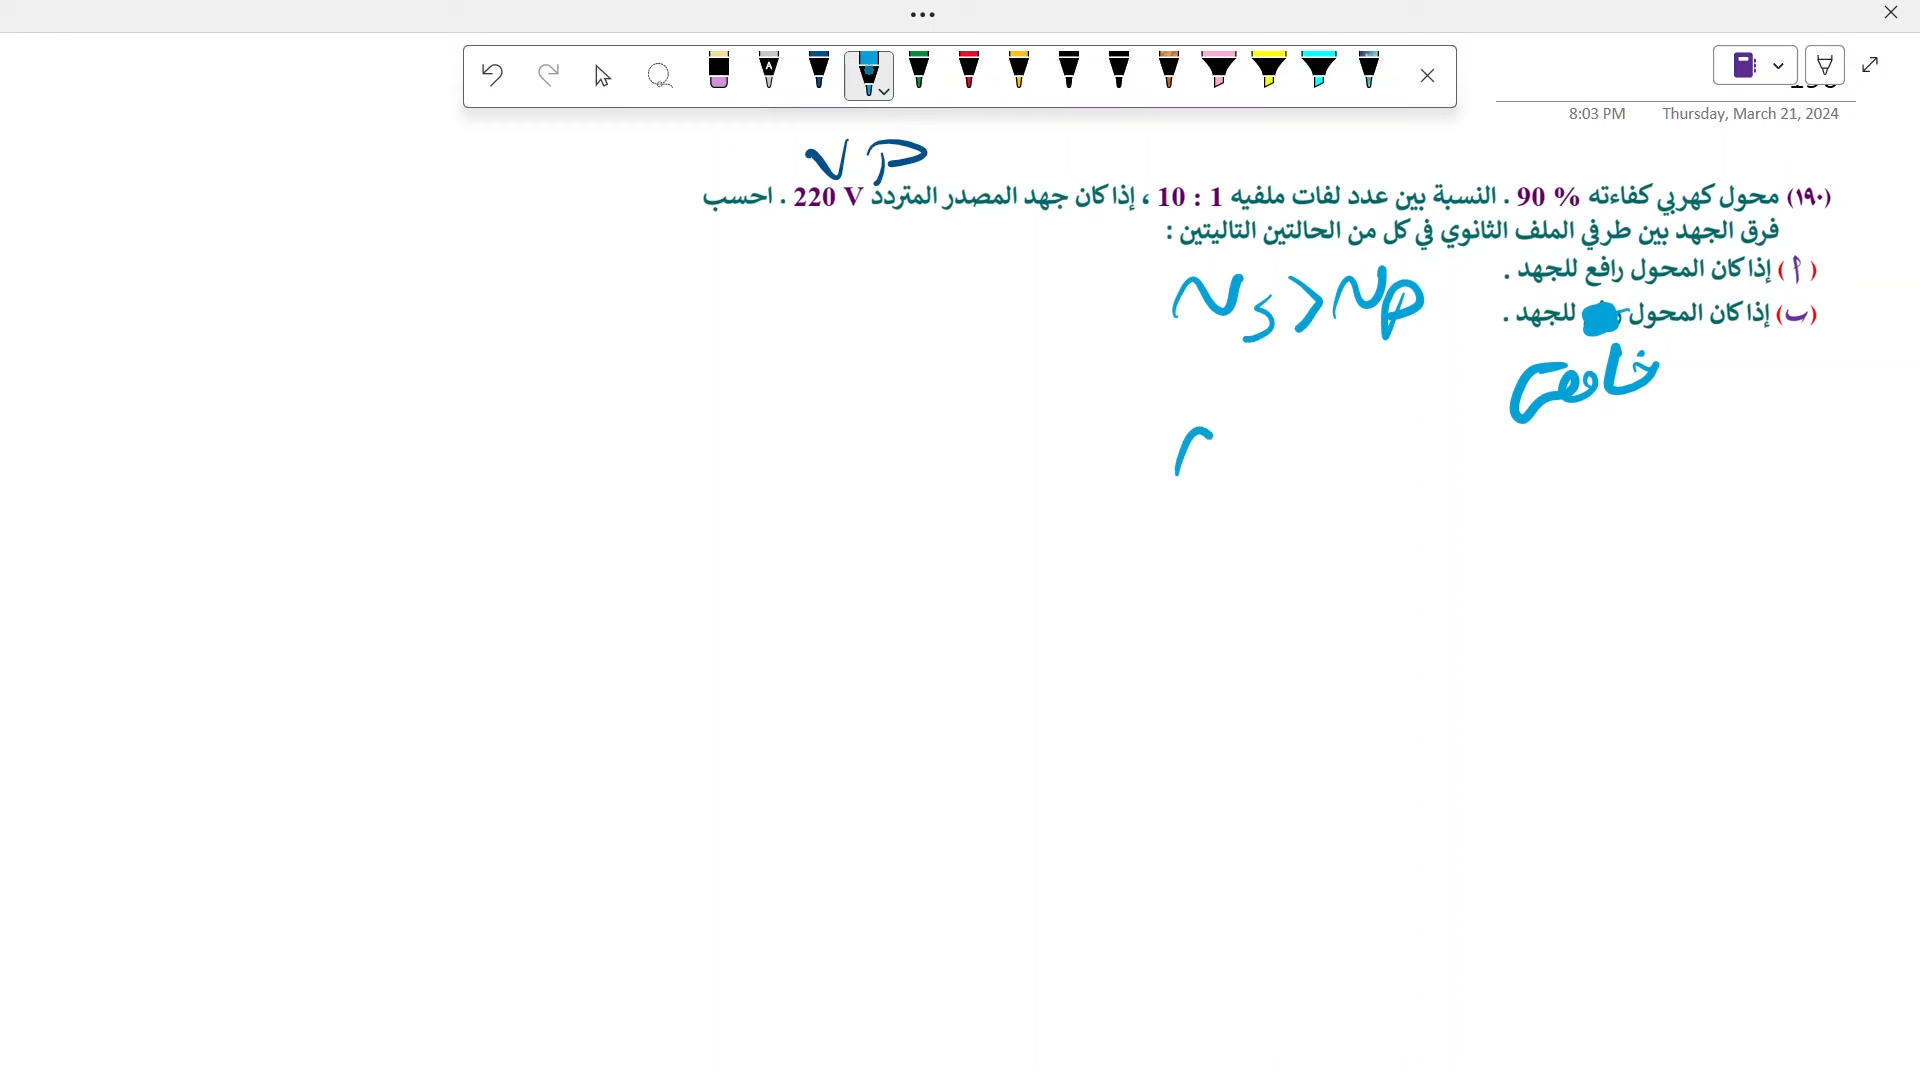 8:03 PM Thursday, March 21, 2024
VP
(١٩٠) محول كهربي كفاءته % 90 . النسبة بين عدد لفات ملفيه 1 : 10 ، إذا كان جهد المصدر المتردد 220 V . احسب
فرق الجهد بين طرفي الملف الثانوي في كل من الحالتين التاليتين :
(أ) إذا كان المحول رافع للجهد .
Ns > Np
(ب) إذا كان المحول للجهد .
خافض